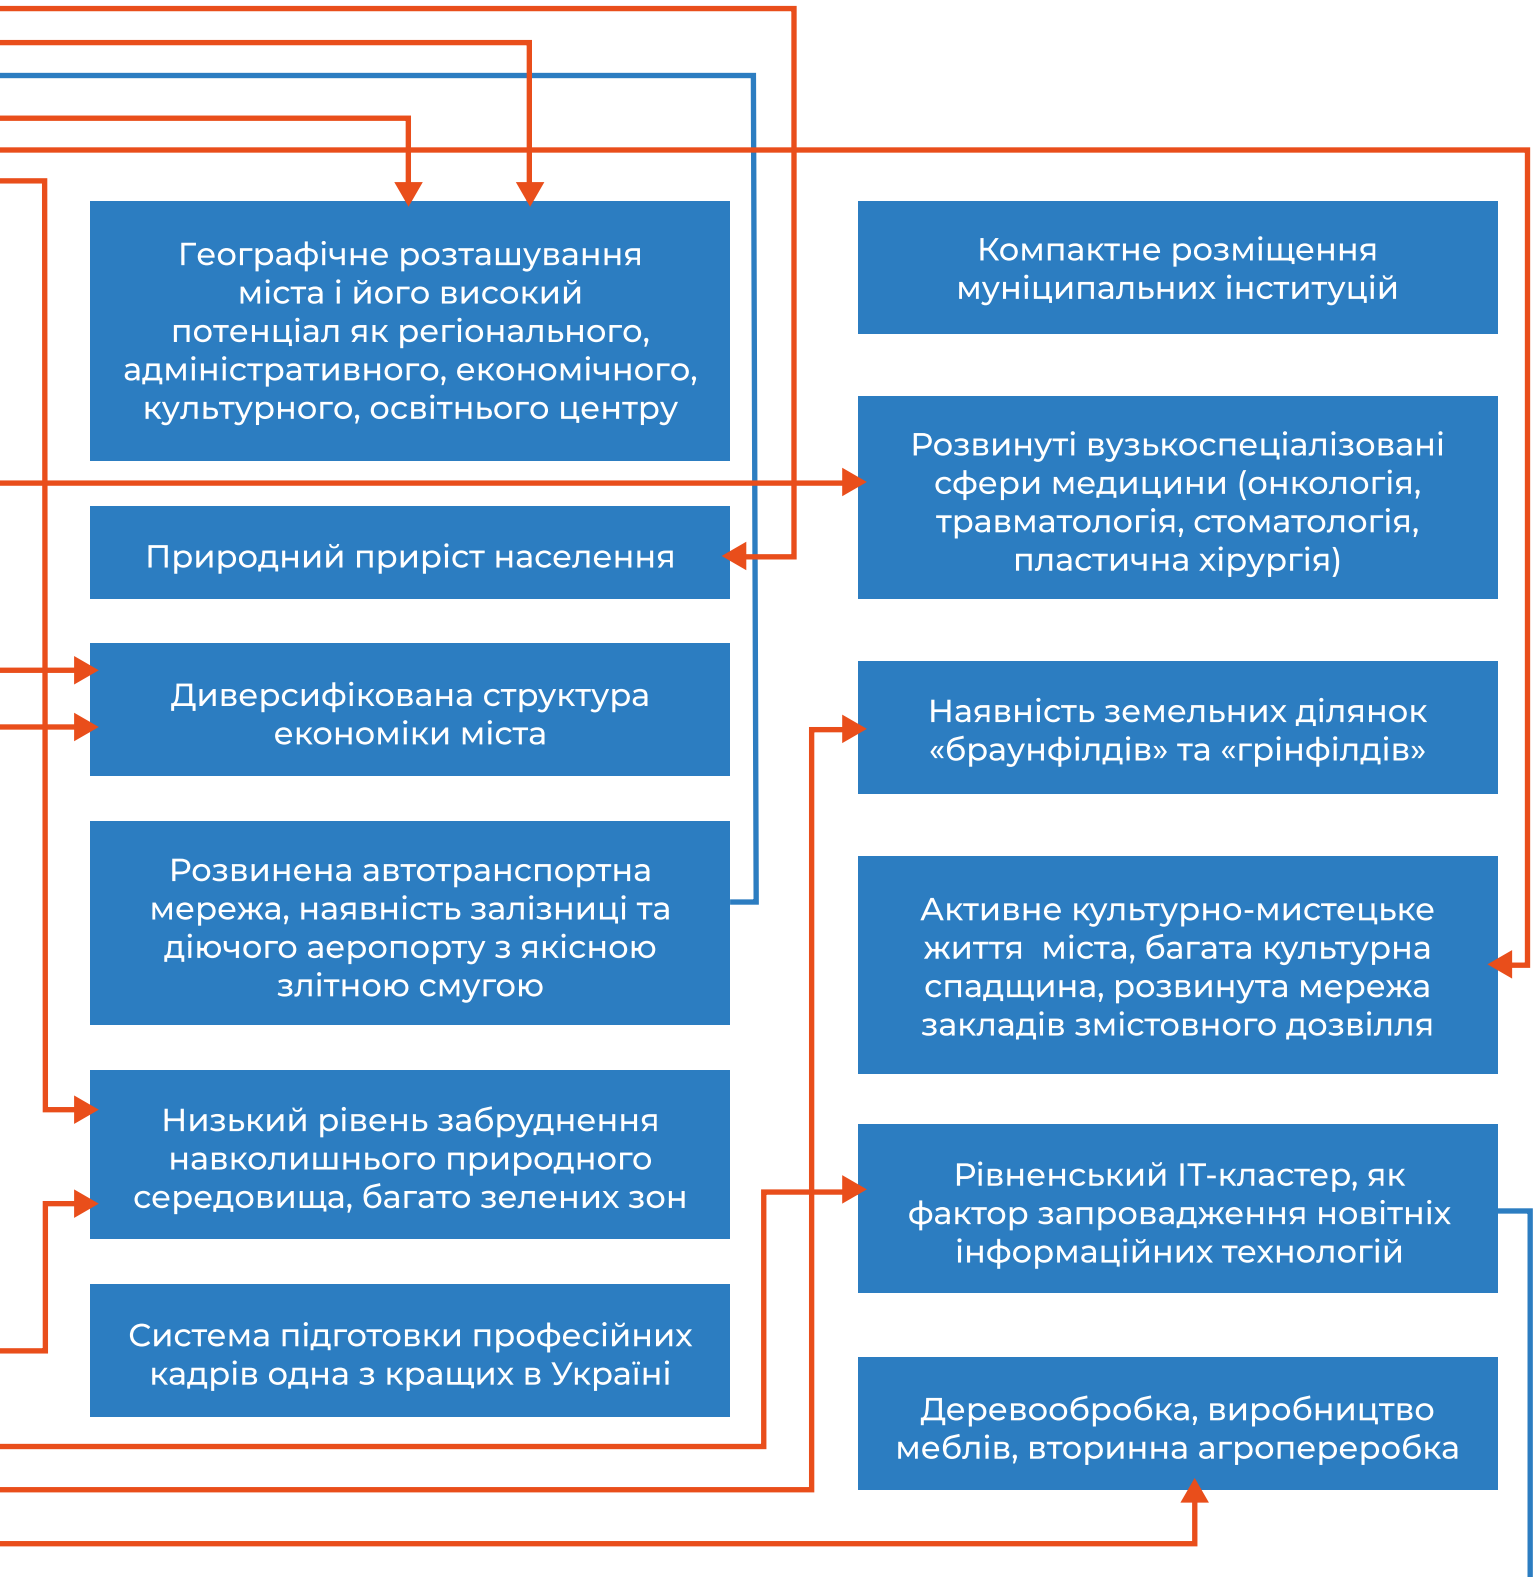 Географічне розташування
міста і його високий
потенціал як регіонального,
адміністративного, економічного,
культурного, освітнього центру
Природний приріст населення
Диверсифікована структура
економіки міста
Розвинена автотранспортна
мережа, наявність залізниці та
діючого аеропорту з якісною
злітною смугою
Низький рівень забруднення
навколишнього природного
середовища, багато зелених зон
Система підготовки професійних
кадрів одна з кращих в Україні
Компактне розміщення
муніципальних інституцій
Розвинуті вузькоспеціалізовані
сфери медицини (онкологія,
травматологія, стоматологія,
пластична хірургія)
Наявність земельних ділянок
«браунфілдів» та «грінфілдів»
Активне культурно-мистецьке
життя  міста, багата культурна
спадщина, розвинута мережа
закладів змістовного дозвілля
Рівненський ІТ-кластер, як
фактор запровадження новітніх
інформаційних технологій
Деревообробка, виробництво
меблів, вторинна агропереробка